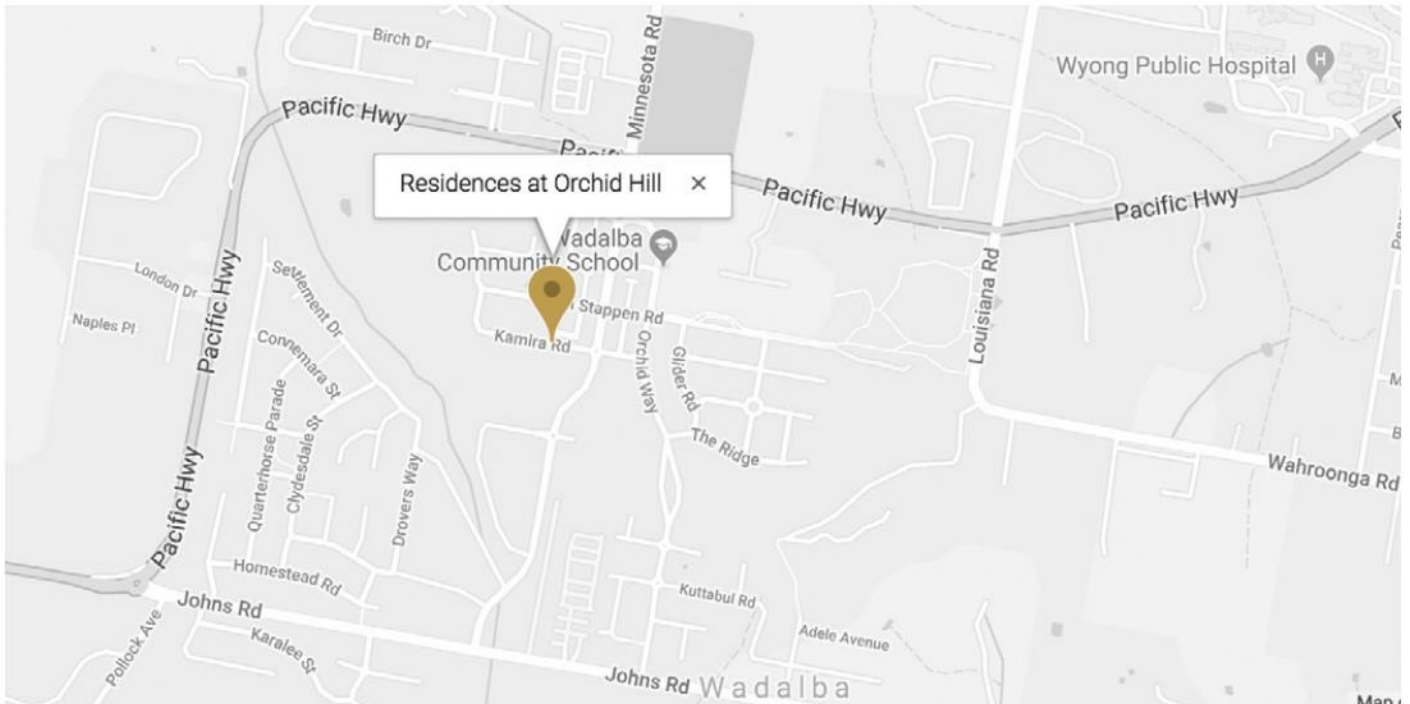 Birch Dr
Minnesota Rd
Wyong Public Hospital
H
Pacific Hwy
Residences at Orchid Hill ×
Pacific Hwy
Pacific Hwy
Community School
London Dr
Settlement Dr
Pacific Hwy
Naples Pl
Stappen Rd
Kamira Rd
Louisiana Rd
Connemara St
Orchid Way
Glider Rd
Quarterhorse Parade
Clydesdale St
The Ridge
Drovers Way
Wahroonga Rd
Pacific Hwy
Homestead Rd
Kuttabul Rd
Johns Rd
Pollock Ave
Karalee St
Adele Avenue
Johns Rd
Wadalba
Map